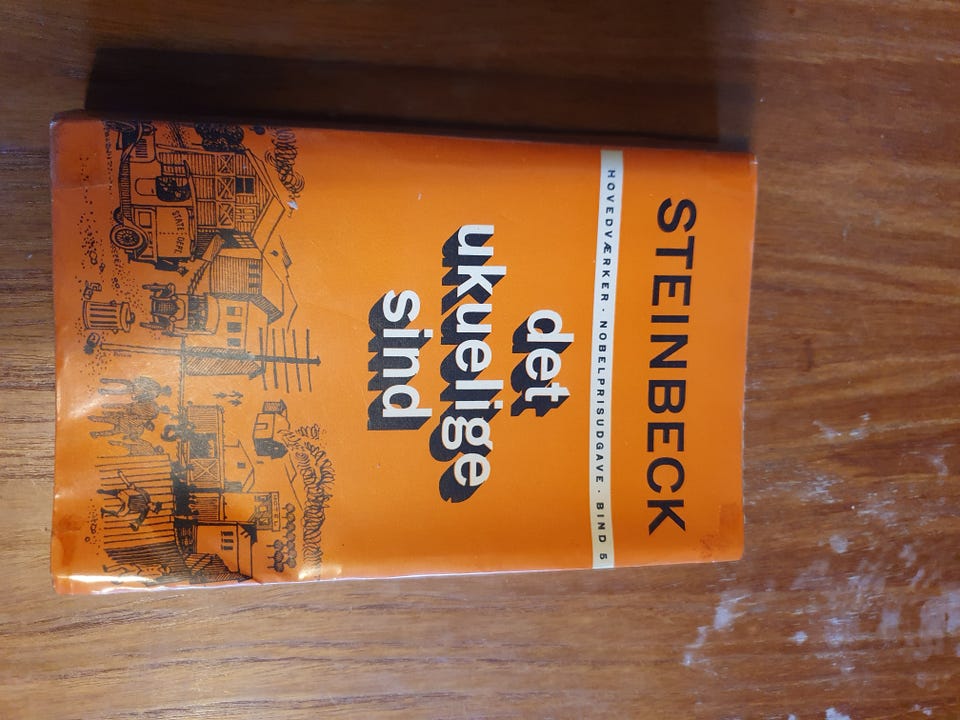 STEINBECK
HOVEDVÆRKER · NOBELPRISUDGAVE · BIND 5
det
ukuelige
sind